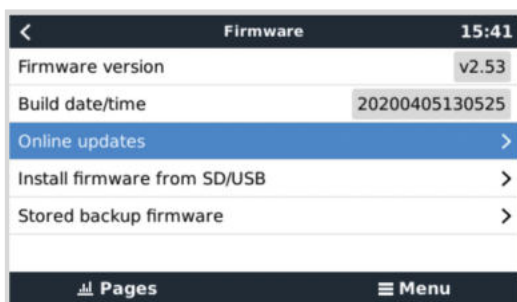 Firmware 15:41
Firmware version v2.53
Build date/time 20200405130525
Online updates
Install firmware from SD/USB
Stored backup firmware
Pages Menu